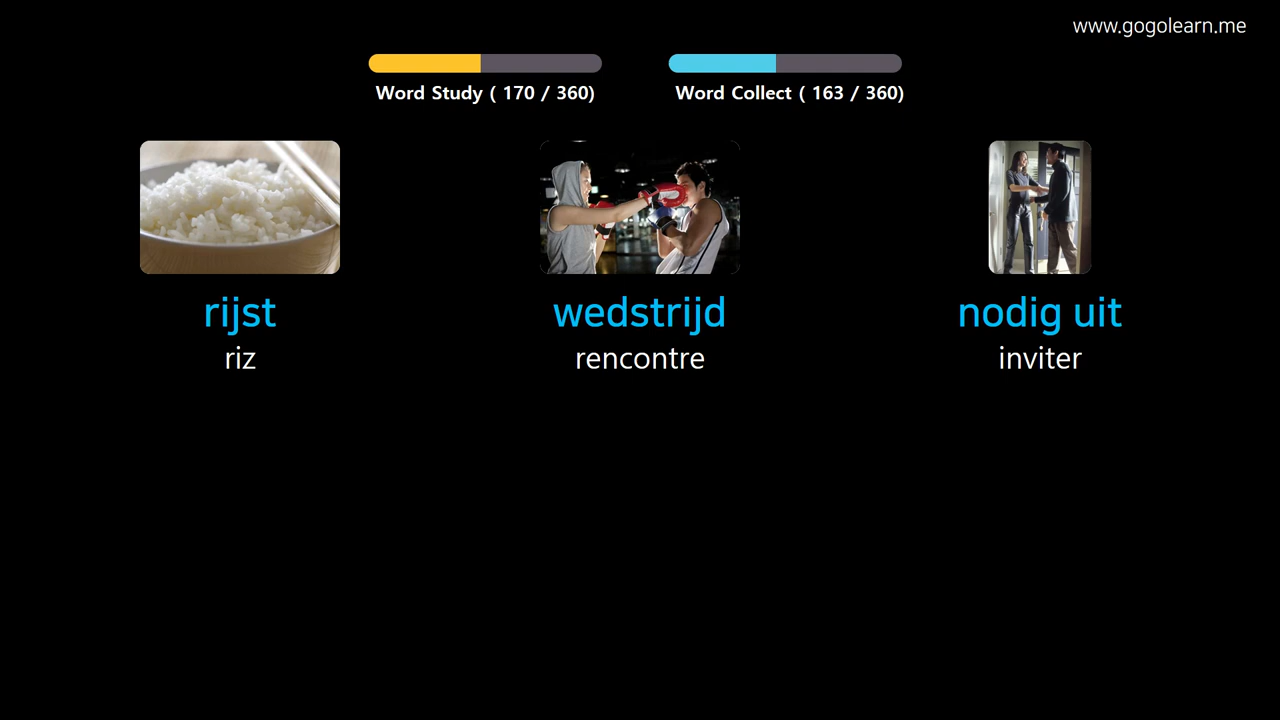 www.gogolearn.me
Word Study ( 170 / 360)
Word Collect ( 163 / 360)
rijst
riz
wedstrijd
rencontre
nodig uit
inviter